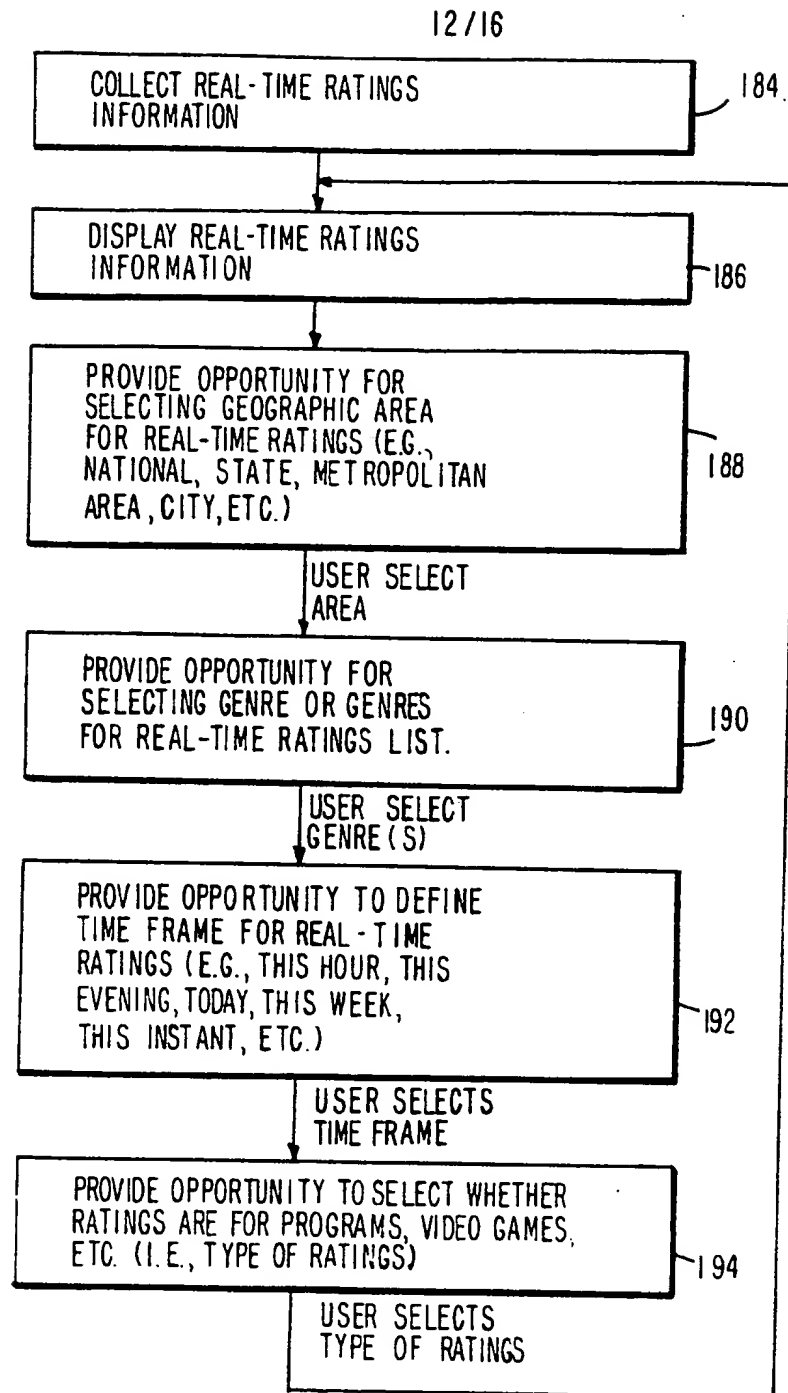 12/16
COLLECT REAL-TIME RATINGS
INFORMATION
184
DISPLAY REAL-TIME RATINGS
INFORMATION
186
PROVIDE OPPORTUNITY FOR
SELECTING GEOGRAPHIC AREA
FOR REAL-TIME RATINGS (E.G.,
NATIONAL, STATE, METROPOLITAN
AREA, CITY, ETC.)
188
USER SELECT
AREA
PROVIDE OPPORTUNITY FOR
SELECTING GENRE OR GENRES
FOR REAL-TIME RATINGS LIST.
190
USER SELECT
GENRE(S)
PROVIDE OPPORTUNITY TO DEFINE
TIME FRAME FOR REAL-TIME
RATINGS (E.G., THIS HOUR, THIS
EVENING, TODAY, THIS WEEK,
THIS INSTANT, ETC.)
192
USER SELECTS
TIME FRAME
PROVIDE OPPORTUNITY TO SELECT WHETHER
RATINGS ARE FOR PROGRAMS, VIDEO GAMES,
ETC. (I.E., TYPE OF RATINGS)
194
USER SELECTS
TYPE OF RATINGS